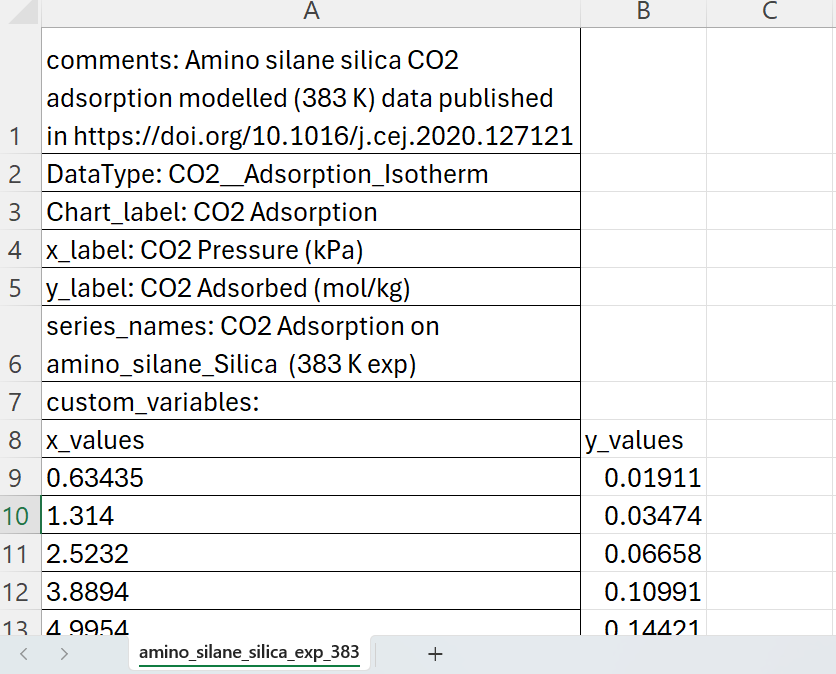 A B C
1 comments: Amino silane silica CO2
adsorption modelled (383 K) data published
in https://doi.org/10.1016/j.cej.2020.127121
2 DataType: CO2__Adsorption_Isotherm
3 Chart_label: CO2 Adsorption
4 x_label: CO2 Pressure (kPa)
5 y_label: CO2 Adsorbed (mol/kg)
6 series_names: CO2 Adsorption on
amino_silane_Silica (383 K exp)
7 custom_variables:
8 x_values y_values
9 0.63435 0.01911
10 1.314 0.03474
11 2.5232 0.06658
12 3.8894 0.10991
13 4.9954 0.14421
amino_silane_silica_exp_383